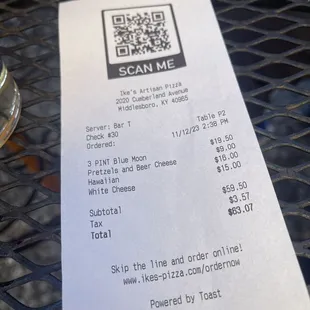 SCAN ME
Ike's Artisan Pizza
2020 Cumberland Avenue
Middlesboro, KY 40965
Server: Bar T Table P2
Check #30 11/12/23 2:36 PM
Ordered:
3 PINT Blue Moon $19.50
Pretzels and Beer Cheese $9.00
Hawaiian $16.00
White Cheese $15.00
Subtotal $59.50
Tax $3.57
Total $63.07
Skip the line and order online!
www.ikes-pizza.com/ordernow
Powered by Toast